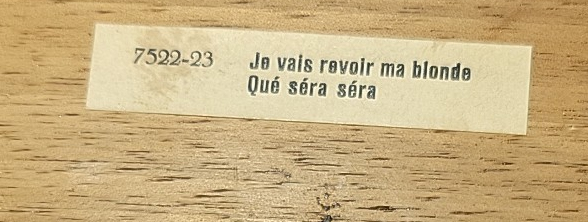 7522-23 Je vais revoir ma blonde
Qué séra séra